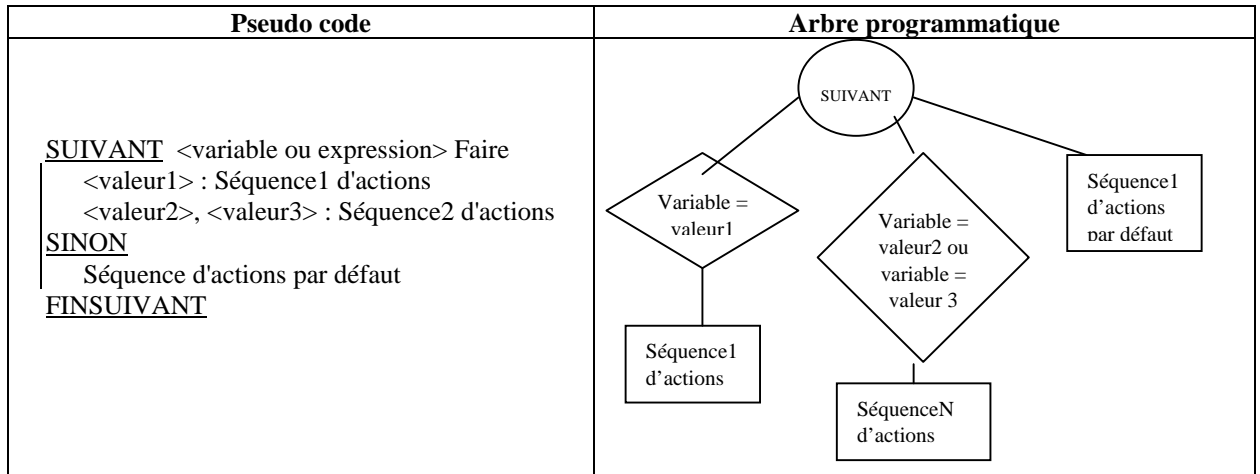 Pseudo code
Arbre programmatique
SUIVANT <variable ou expression> Faire
<valeur1> : Séquence1 d'actions
<valeur2>, <valeur3> : Séquence2 d'actions
SINON
Séquence d'actions par défaut
FINSUIVANT
SUIVANT
Variable =
valeur1
Séquence1
d’actions
Variable =
valeur2 ou
variable =
valeur 3
SéquenceN
d’actions
Séquence1
d’actions
par défaut